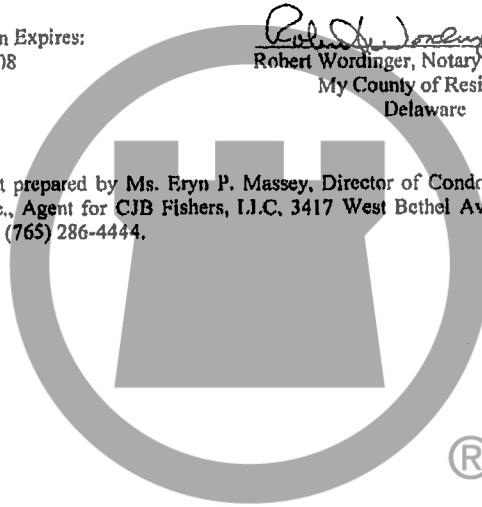 n Expires:
08
Robert Wordinger, Notary
My County of Resi
Delaware
t prepared by Ms. Eryn P. Massey, Director of Condo
c., Agent for CJB Fishers, LLC, 3417 West Bethel Av
(765) 286-4444.
®